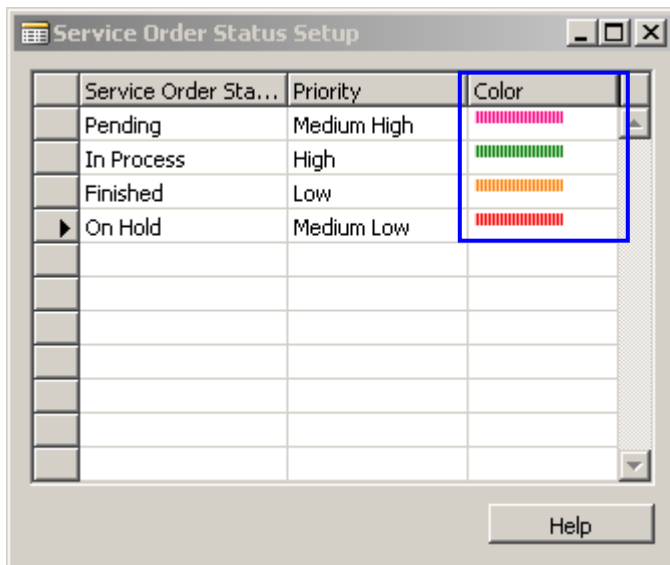 Service Order Status Setup
Service Order Sta... Priority Color
Pending Medium High
In Process High
Finished Low
On Hold Medium Low
Help